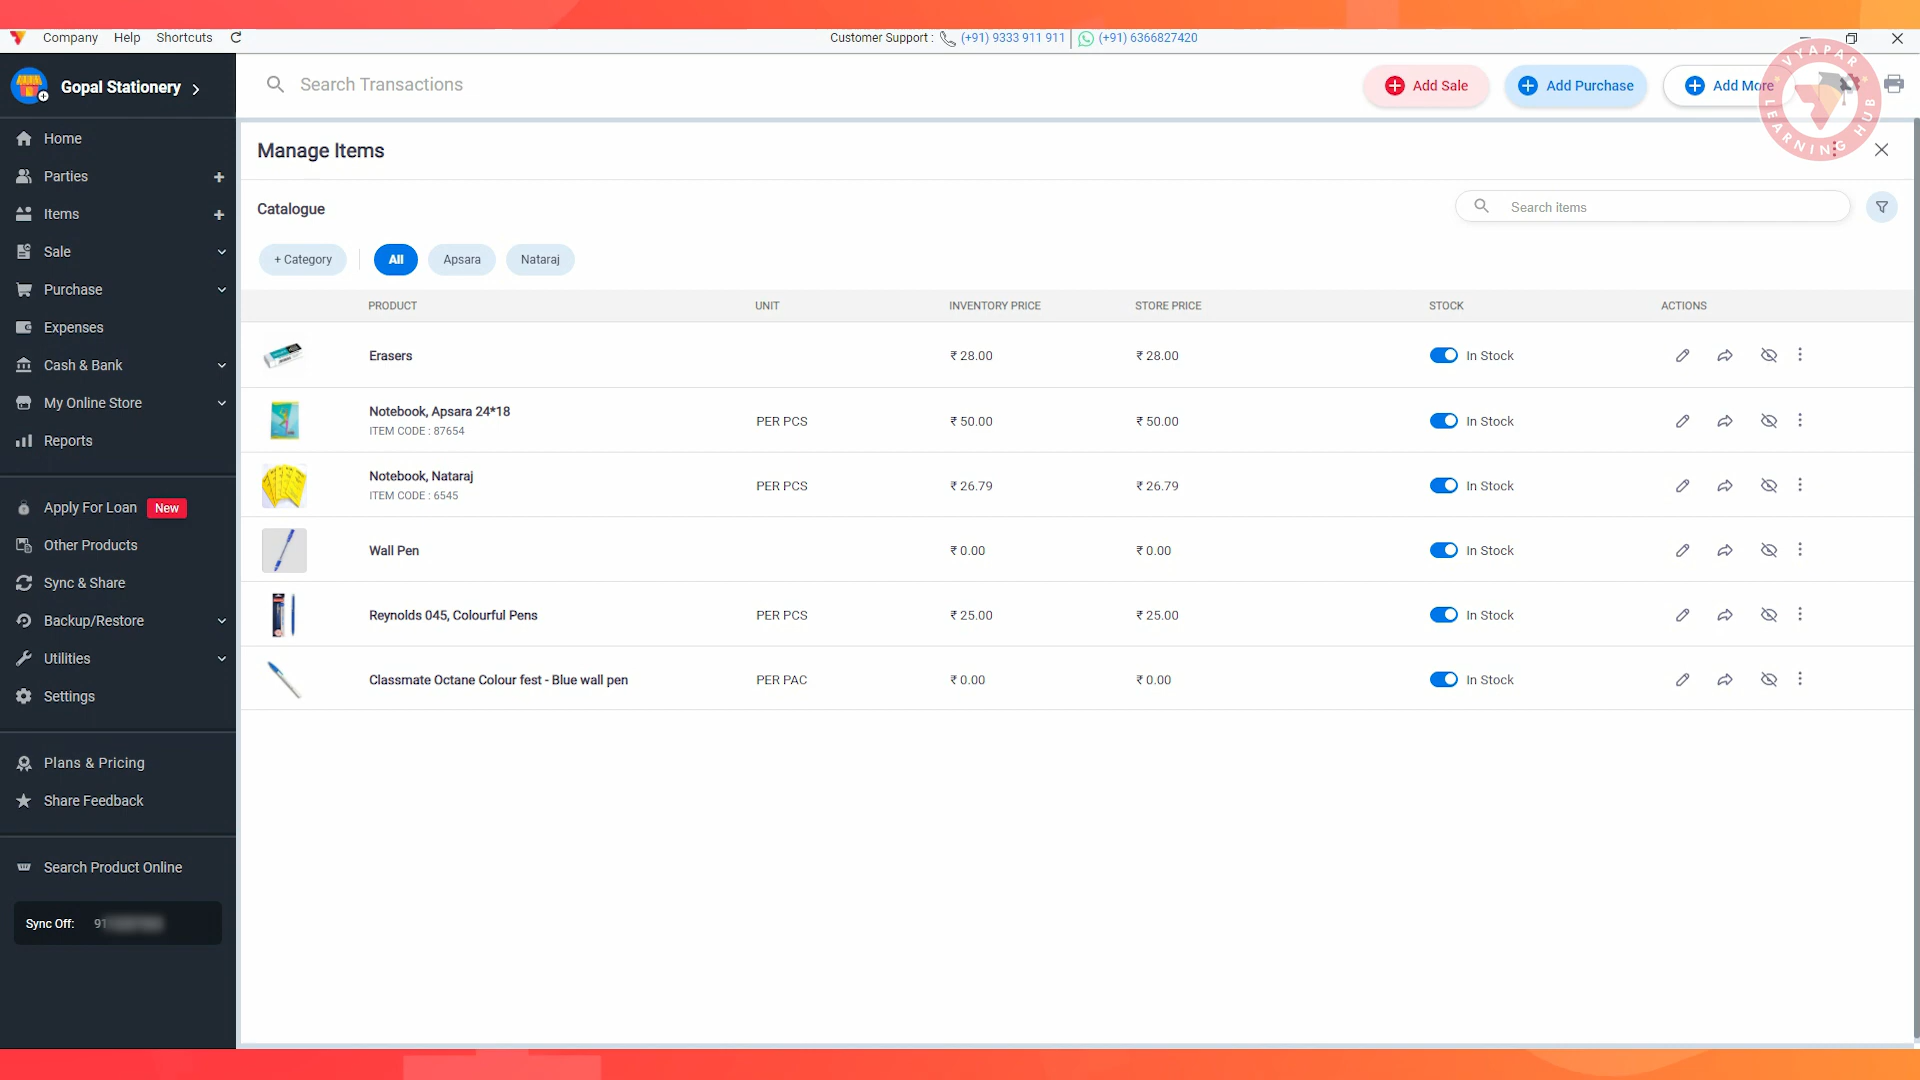 Company Help Shortcuts
Customer Support : (+91) 9333 911 911 (+91) 6366827420
Gopal Stationery
Search Transactions
Add Sale
Add Purchase
Add More
VYAPAR
LEARNING HUB
Home
Parties
Items
Sale
Purchase
Expenses
Cash & Bank
My Online Store
Reports
Apply For Loan New
Other Products
Sync & Share
Backup/Restore
Utilities
Settings
Plans & Pricing
Share Feedback
Search Product Online
Sync Off: 91
Manage Items
Catalogue
Search items
+ Category All Apsara Nataraj
PRODUCT UNIT INVENTORY PRICE STORE PRICE STOCK ACTIONS
Erasers ₹ 28.00 ₹ 28.00 In Stock
Notebook, Apsara 24*18
ITEM CODE : 87654
PER PCS ₹ 50.00 ₹ 50.00 In Stock
Notebook, Nataraj
ITEM CODE : 6545
PER PCS ₹ 26.79 ₹ 26.79 In Stock
Wall Pen ₹ 0.00 ₹ 0.00 In Stock
Reynolds 045, Colourful Pens PER PCS ₹ 25.00 ₹ 25.00 In Stock
Classmate Octane Colour fest - Blue wall pen PER PAC ₹ 0.00 ₹ 0.00 In Stock